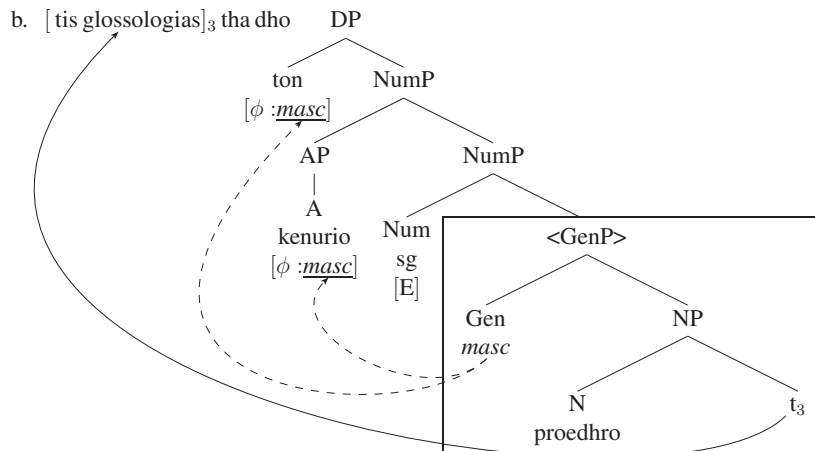 b. [ tis glossologias]₃ tha dho DP
ton NumP
[ϕ :masc]
AP NumP
A Num <GenP>
kenurio sg
[ϕ :masc] [E]
Gen NP
masc
N t₃
proedhro